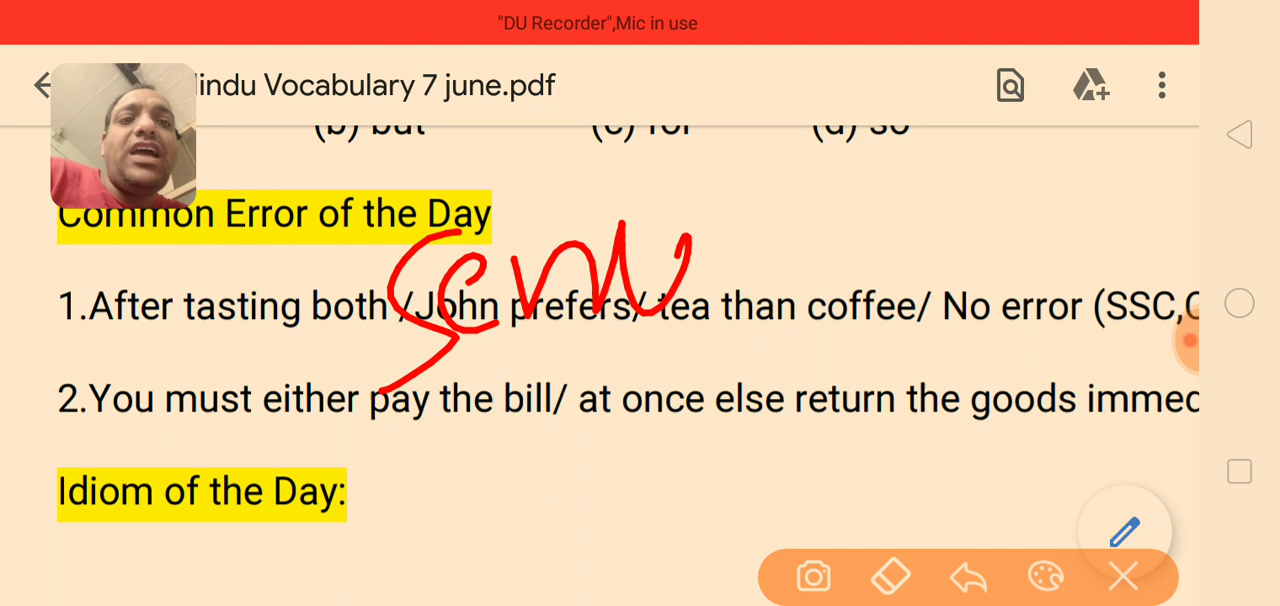 "DU Recorder",Mic in use
indu Vocabulary 7 june.pdf
(b) but (c) for (d) so
Common Error of the Day
1.After tasting both /John prefers/ tea than coffee/ No error (SSC,C
2.You must either pay the bill/ at once else return the goods immed
Idiom of the Day: